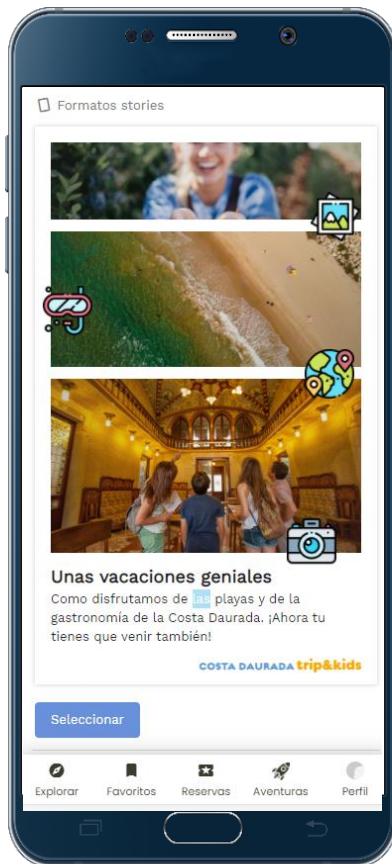 Formatos stories
Unas vacaciones geniales
Como disfrutamos de las playas y de la
gastronomía de la Costa Daurada. ¡Ahora tu
tienes que venir también!
COSTA DAURADA trip&kids
Seleccionar
Explorar Favoritos Reservas Aventuras Perfil